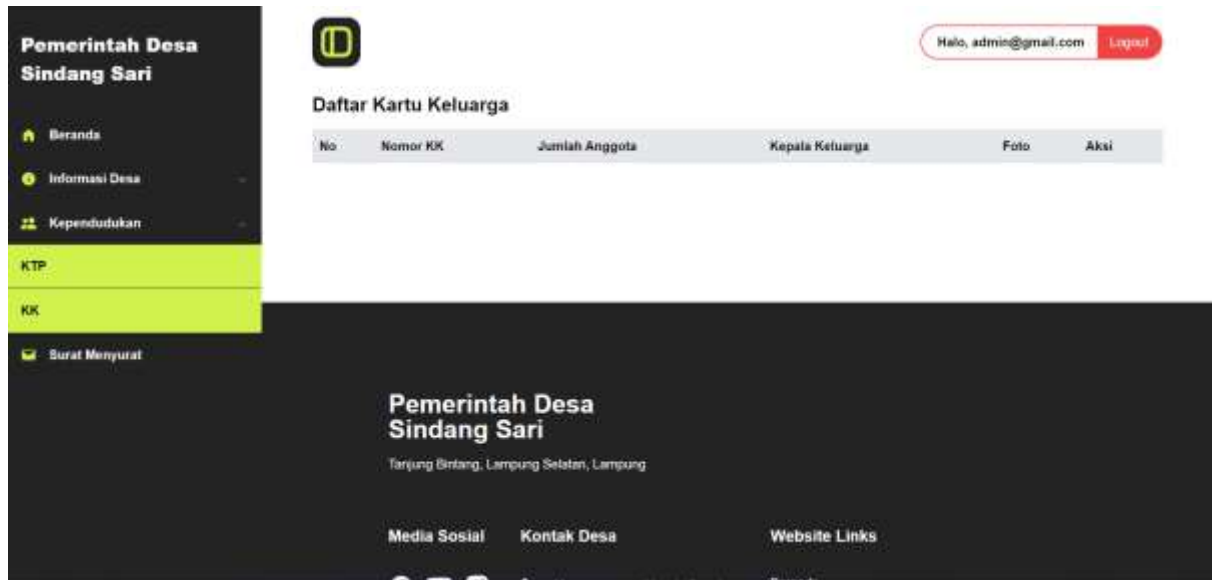 Pemerintah Desa
Sindang Sari
Beranda
Informasi Desa
Kependudukan
KTP
KK
Surat Menyurat
Halo, admin@gmail.com Logout
Daftar Kartu Keluarga
No Nomor KK Jumlah Anggota Kepala Keluarga Foto Aksi
Pemerintah Desa
Sindang Sari
Tanjung Bintang, Lampung Selatan, Lampung
Media Sosial Kontak Desa Website Links